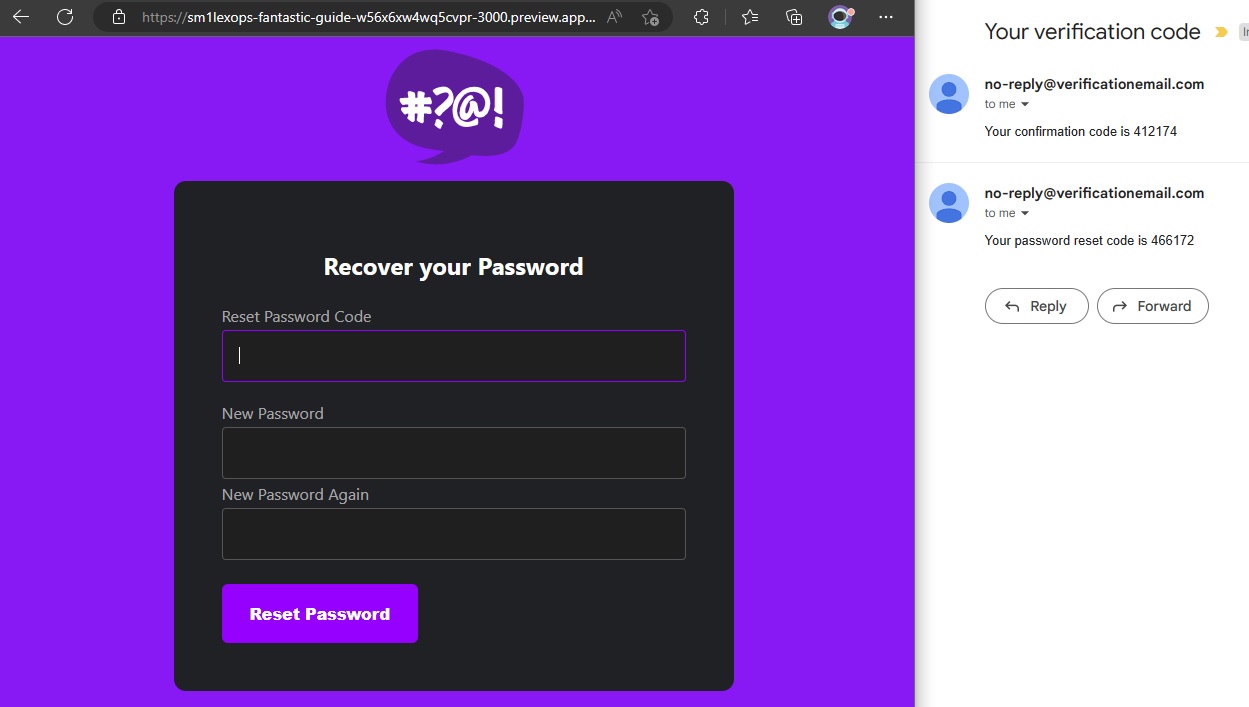 https://sm1lexops-fantastic-guide-w56x6xw4wq5cvpr-3000.preview.app...
#?@!
Recover your Password
Reset Password Code
New Password
New Password Again
Reset Password
Your verification code
no-reply@verificationemail.com
to me
Your confirmation code is 412174
no-reply@verificationemail.com
to me
Your password reset code is 466172
Reply
Forward